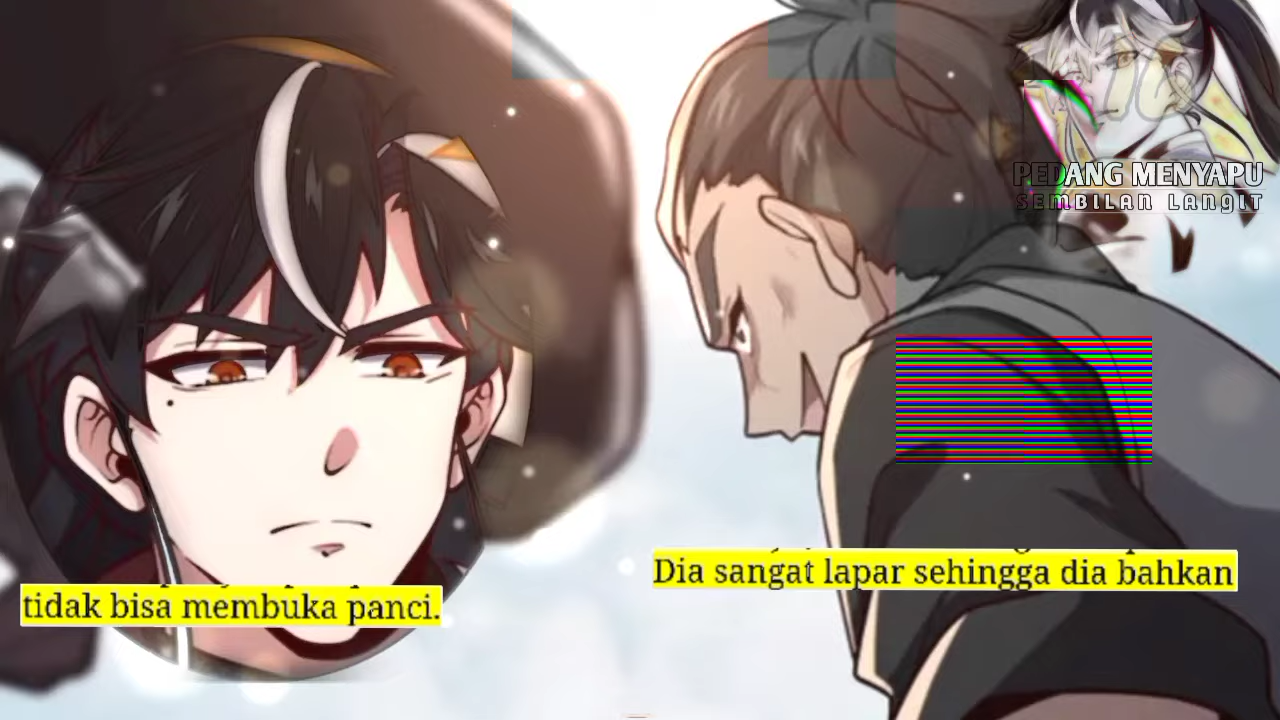 PEDANG MENYAPU
SEMBILAN LANGIT
Dia sangat lapar sehingga dia bahkan
tidak bisa membuka panci.